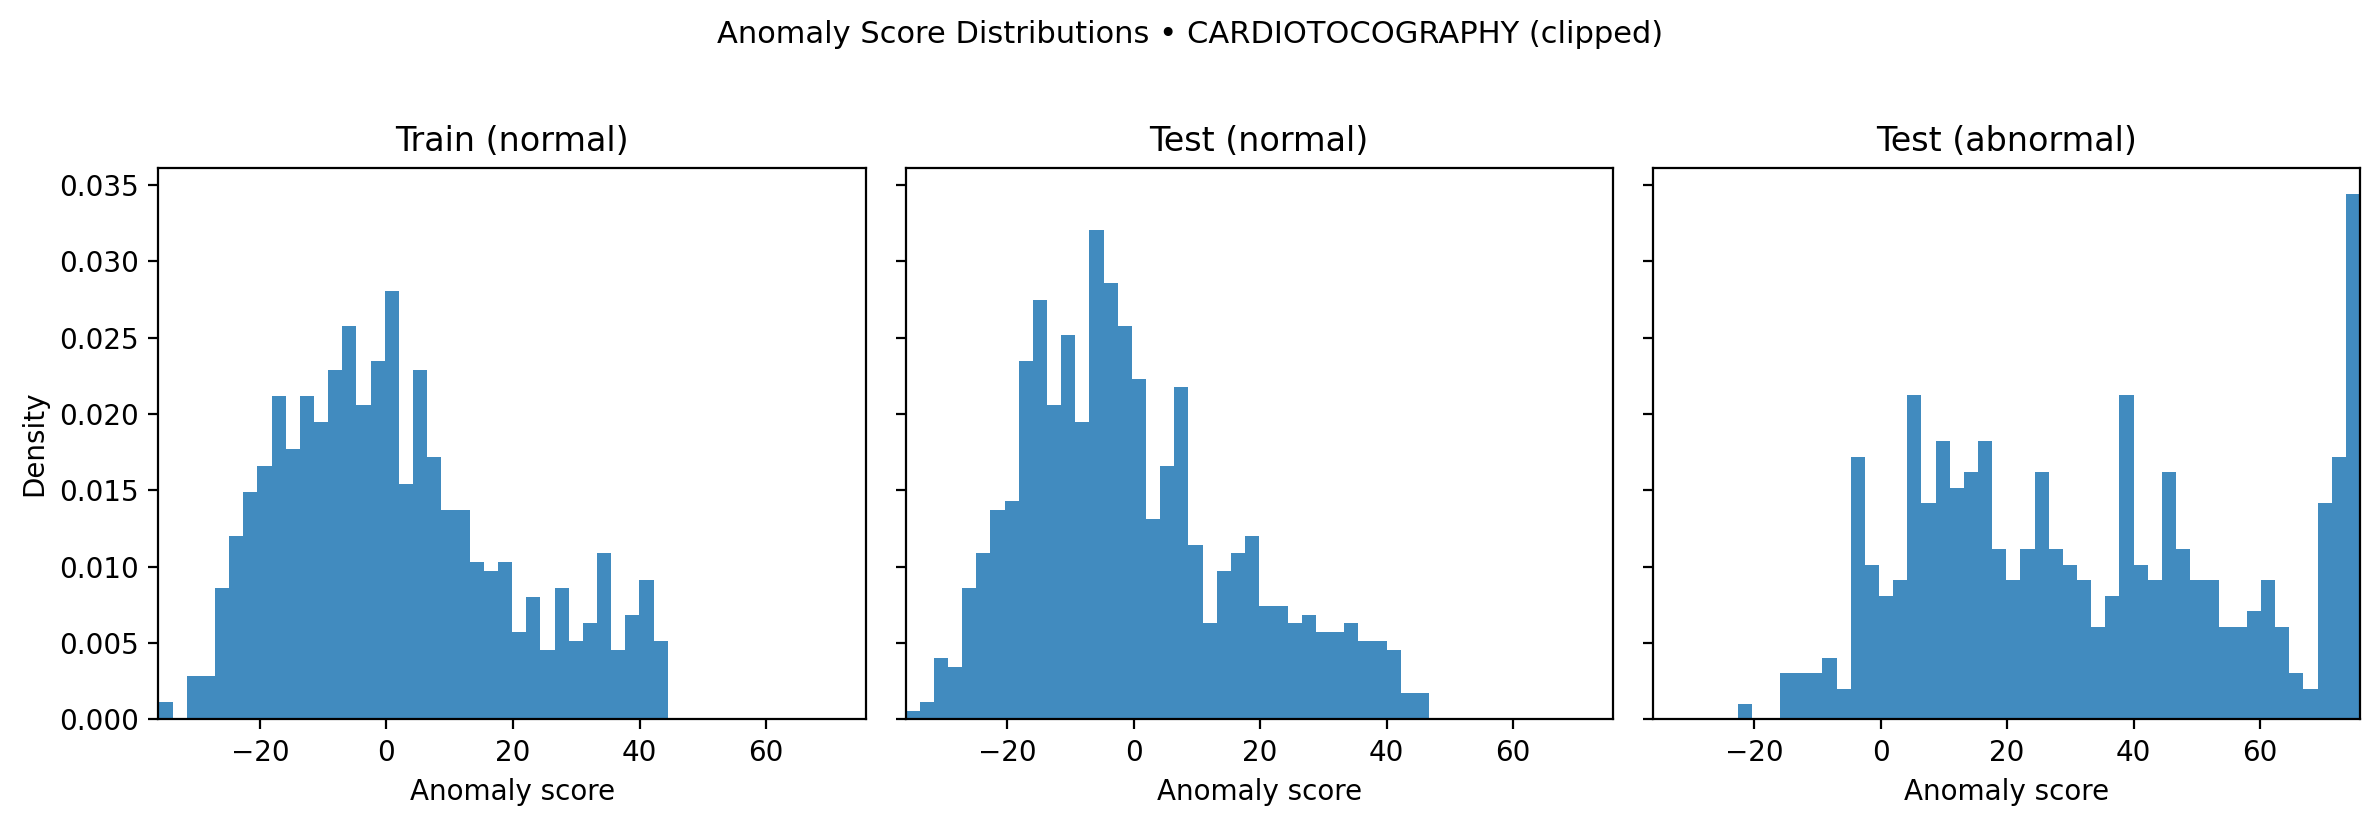 Anomaly Score Distributions • CARDIOTOCOGRAPHY (clipped)
Train (normal)
Test (normal)
Test (abnormal)
Density
0.035
0.030
0.025
0.020
0.015
0.010
0.005
0.000
−20 0 20 40 60
−20 0 20 40 60
−20 0 20 40 60
Anomaly score
Anomaly score
Anomaly score